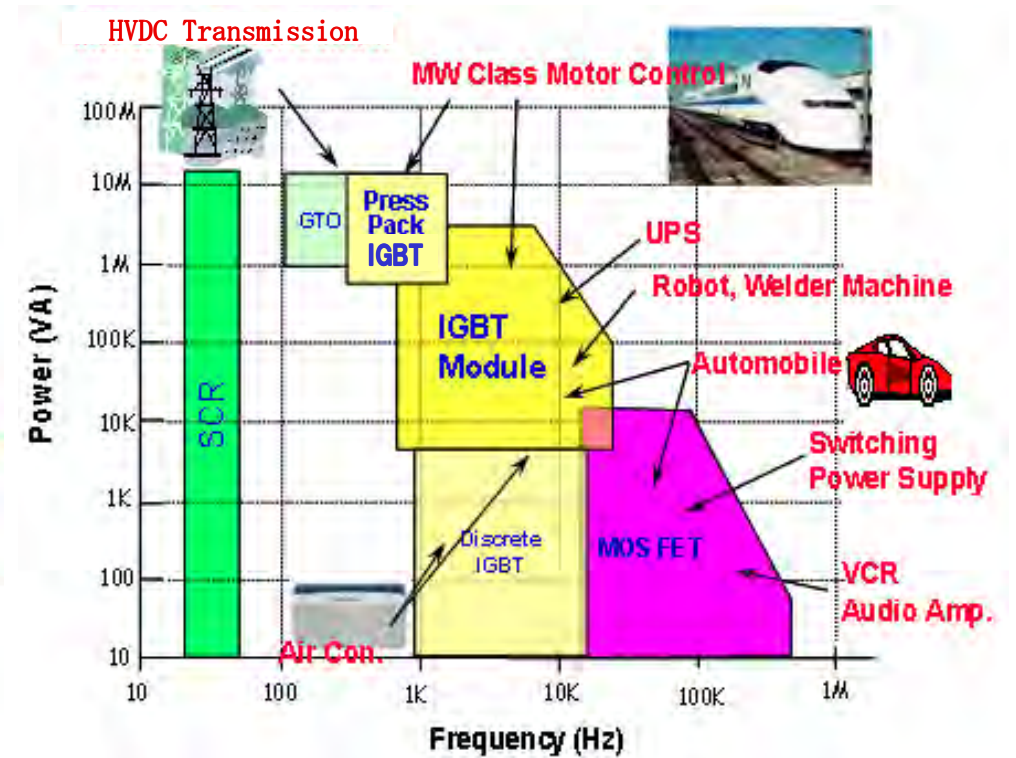 HVDC Transmission
MW Class Motor Control
100M
10M
1M
100K
10K
1K
100
10
Power (VA)
SCR
GTO
Press
Pack
IGBT
IGBT
Module
Discrete
IGBT
MOS FET
UPS
Robot, Welder Machine
Automobile
Switching
Power Supply
VCR
Audio Amp.
Air Con.
10
100
1K
10K
100K
1M
Frequency (Hz)